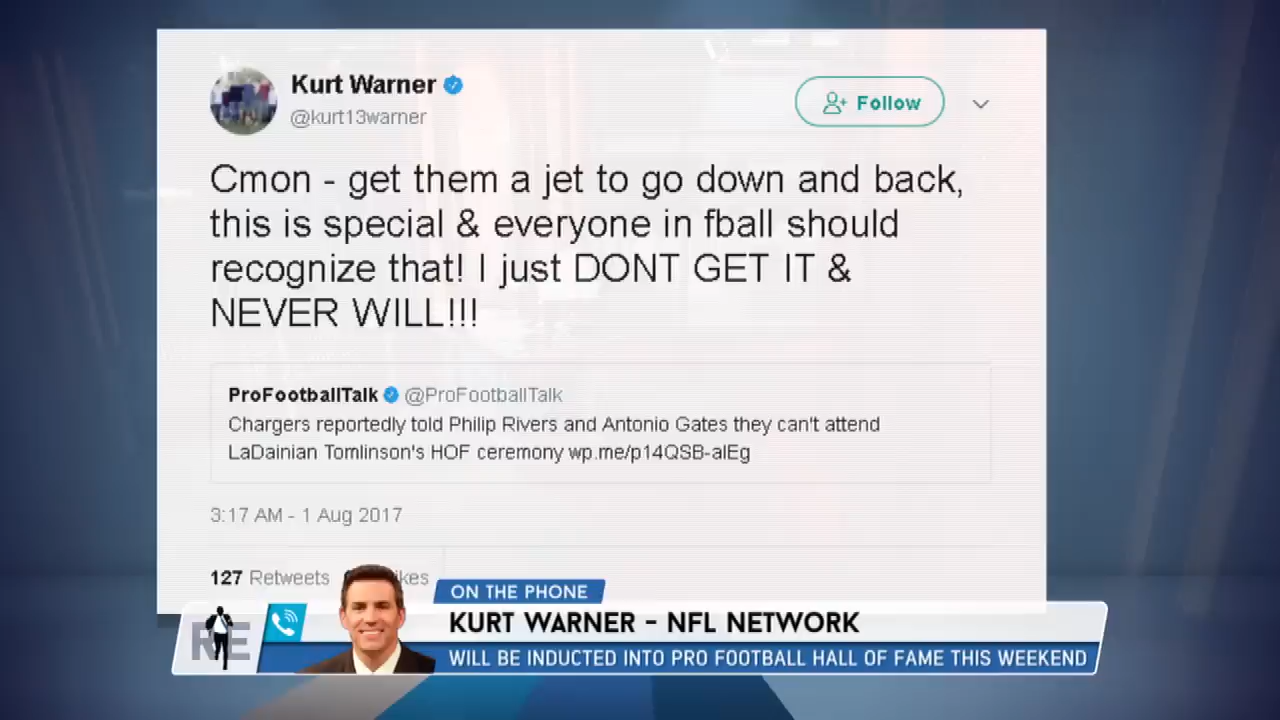 Kurt Warner
@kurt13warner
Follow
Cmon - get them a jet to go down and back,
this is special & everyone in fball should
recognize that! I just DONT GET IT &
NEVER WILL!!!
ProFootballTalk @ProFootballTalk
Chargers reportedly told Philip Rivers and Antonio Gates they can't attend
LaDainian Tomlinson's HOF ceremony wp.me/p14QSB-alEg
3:17 AM - 1 Aug 2017
127 Retweets
ON THE PHONE
RE
KURT WARNER - NFL NETWORK
WILL BE INDUCTED INTO PRO FOOTBALL HALL OF FAME THIS WEEKEND